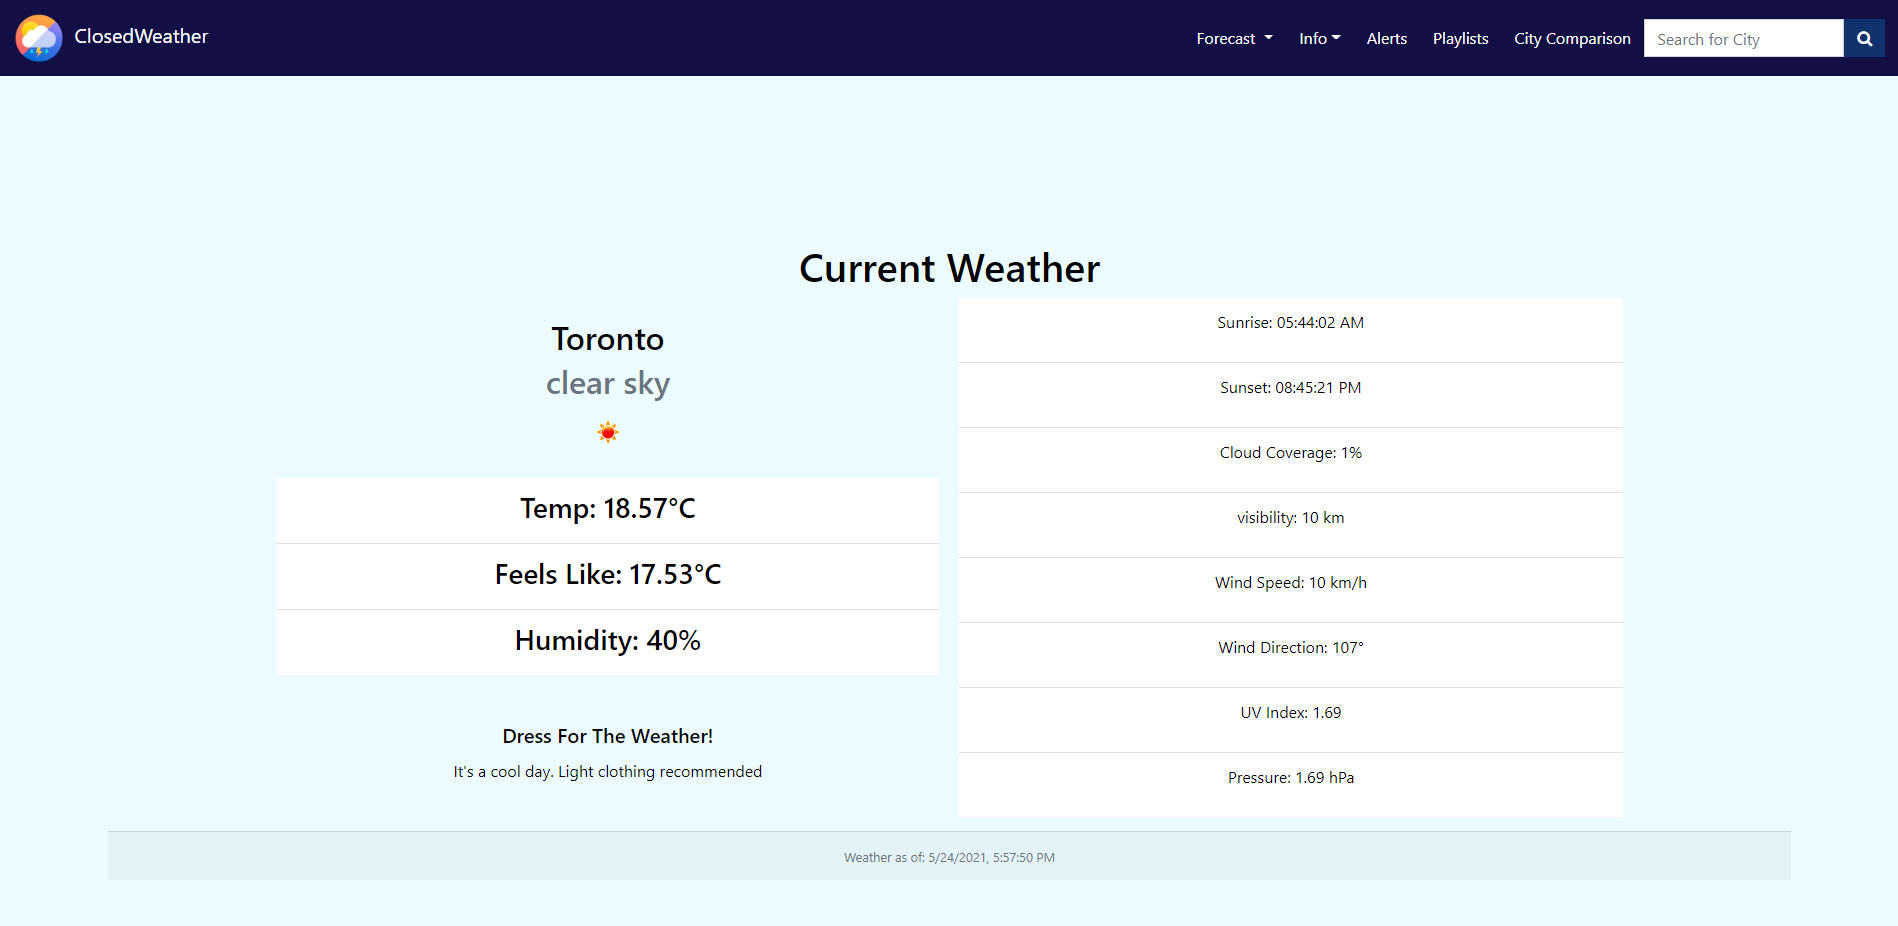 ClosedWeather
Forecast
Info
Alerts
Playlists
City Comparison
Search for City
Current Weather
Toronto
clear sky
Temp: 18.57°C
Feels Like: 17.53°C
Humidity: 40%
Dress For The Weather!
It's a cool day. Light clothing recommended
Sunrise: 05:44:02 AM
Sunset: 08:45:21 PM
Cloud Coverage: 1%
visibility: 10 km
Wind Speed: 10 km/h
Wind Direction: 107°
UV Index: 1.69
Pressure: 1.69 hPa
Weather as of: 5/24/2021, 5:57:50 PM